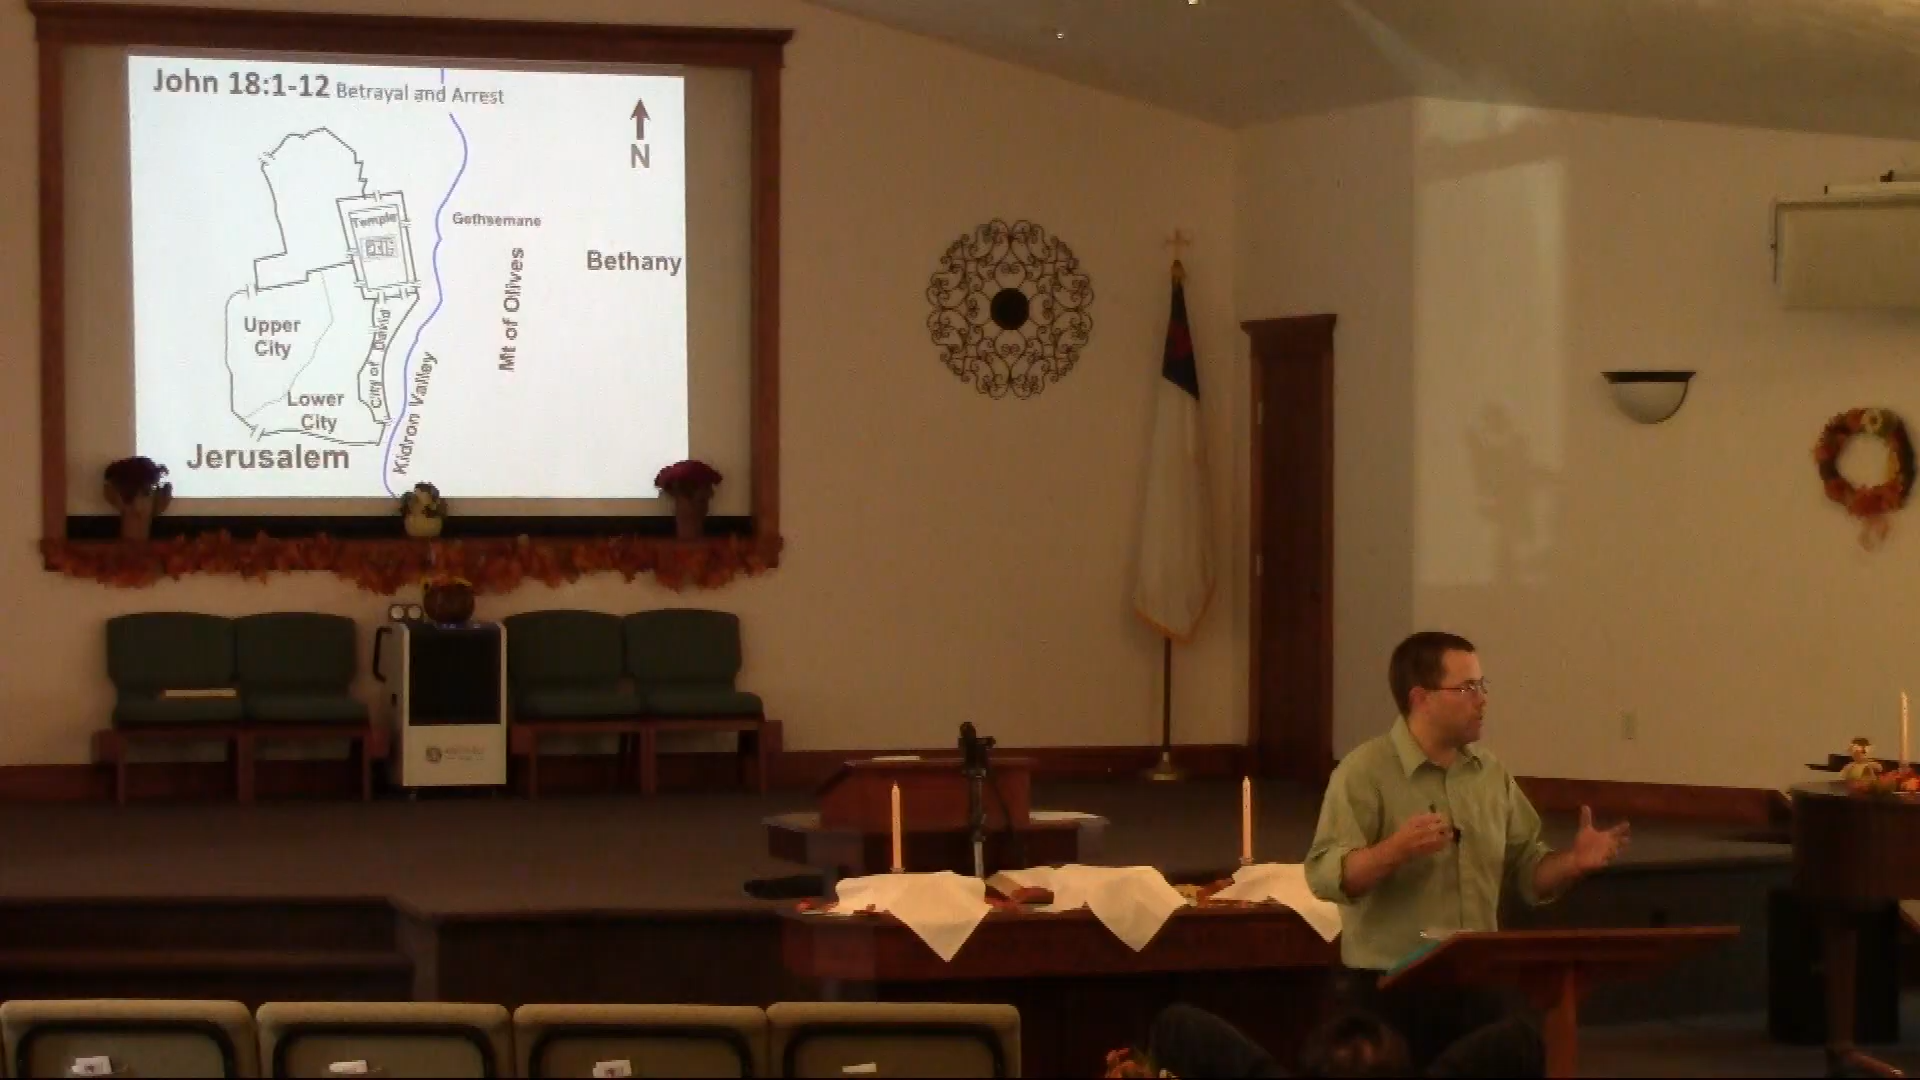 John 18:1-12 Betrayal and Arrest
N
Temple
Gethsemane
Bethany
Mt of Olives
Upper
City
City of David
Lower
City
Kidron Valley
Jerusalem